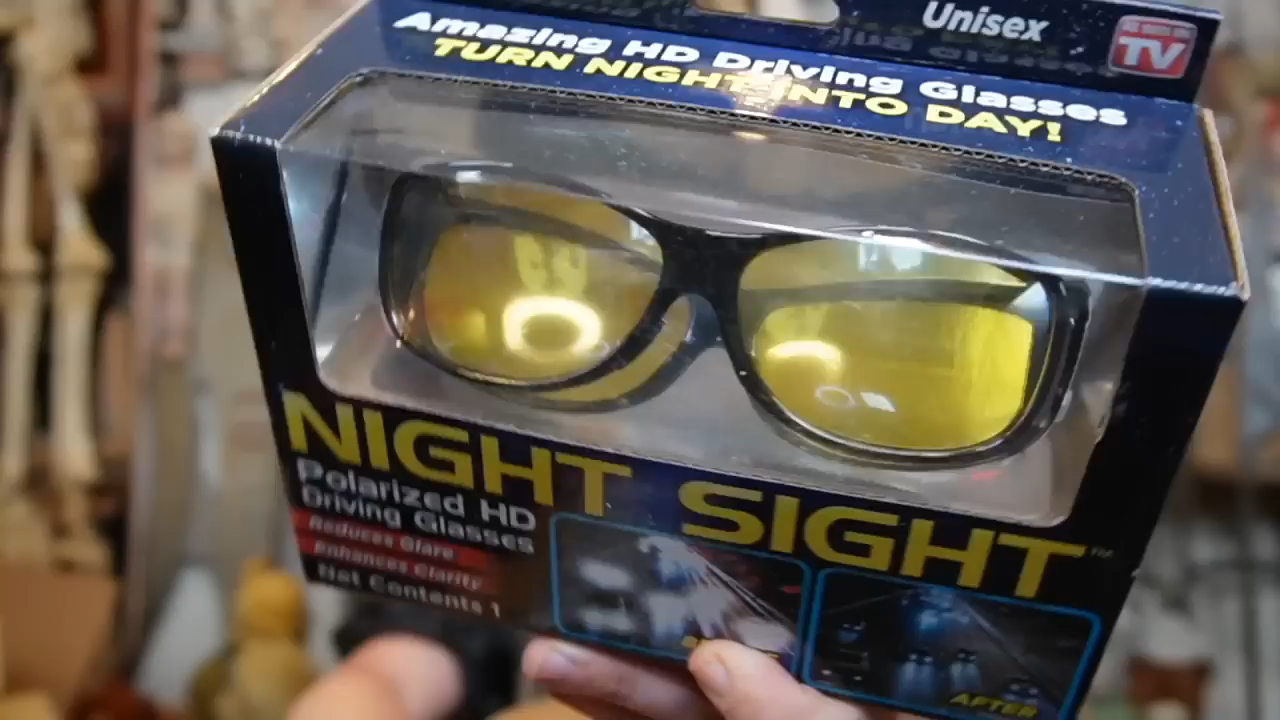 Unisex
TV
Amazing HD Driving Glasses
TURN NIGHT INTO DAY!
NIGHT SIGHT™
Polarized HD
Driving Glasses
Reduces Glare
Enhances Clarity
Net Contents 1
AFTER